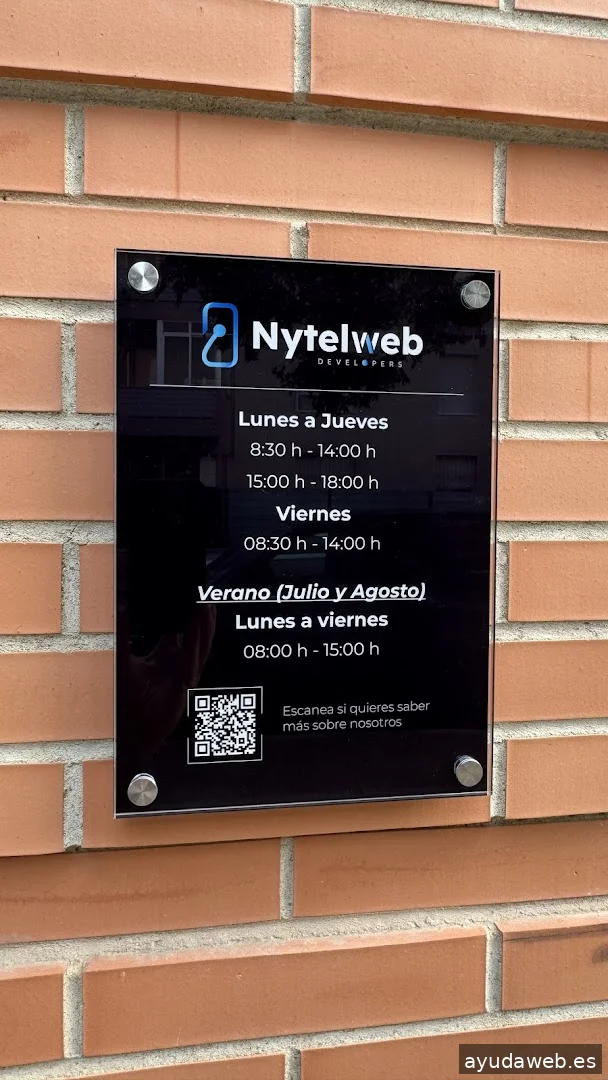 Nytelweb
DEVELOPERS
Lunes a Jueves
8:30 h - 14:00 h
15:00 h - 18:00 h
Viernes
08:30 h - 14:00 h
Verano (Julio y Agosto)
Lunes a viernes
08:00 h - 15:00 h
Escanea si quieres saber
más sobre nosotros
ayudaweb.es